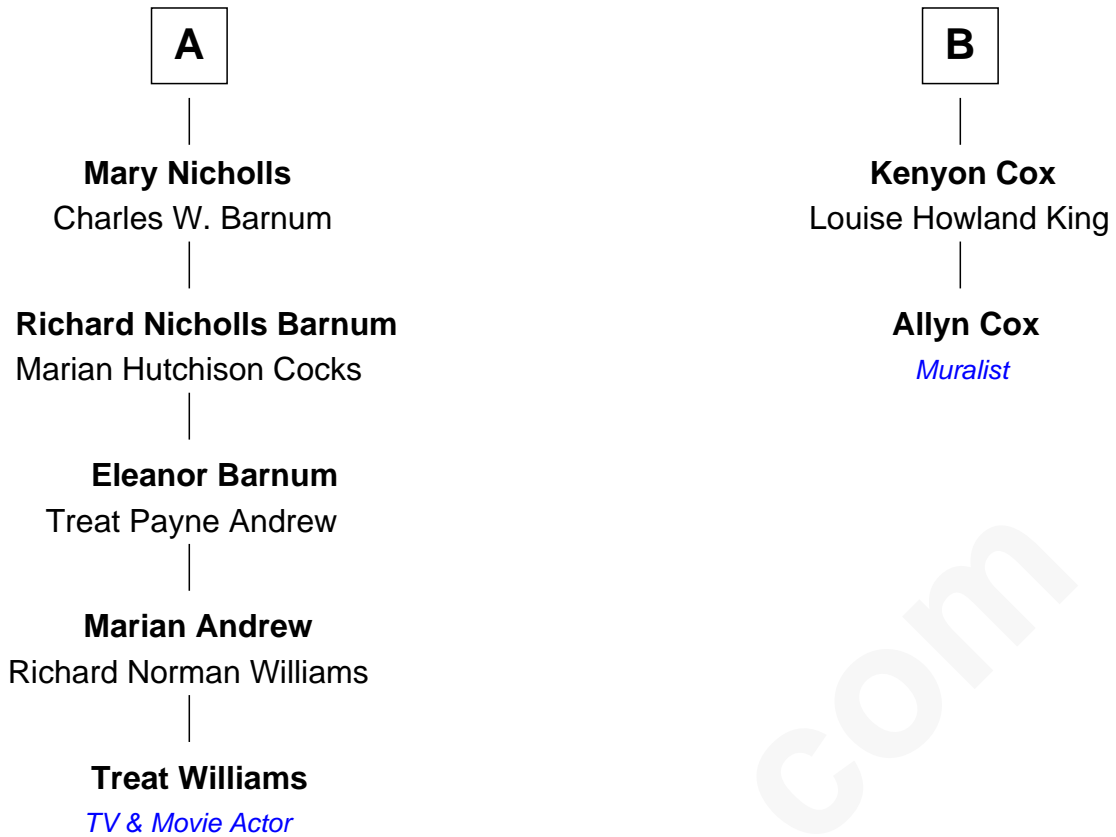 A
Mary Nicholls
Charles W. Barnum
Richard Nicholls Barnum
Marian Hutchison Cocks
Eleanor Barnum
Treat Payne Andrew
Marian Andrew
Richard Norman Williams
Treat Williams
TV & Movie Actor
B
Kenyon Cox
Louise Howland King
Allyn Cox
Muralist
com